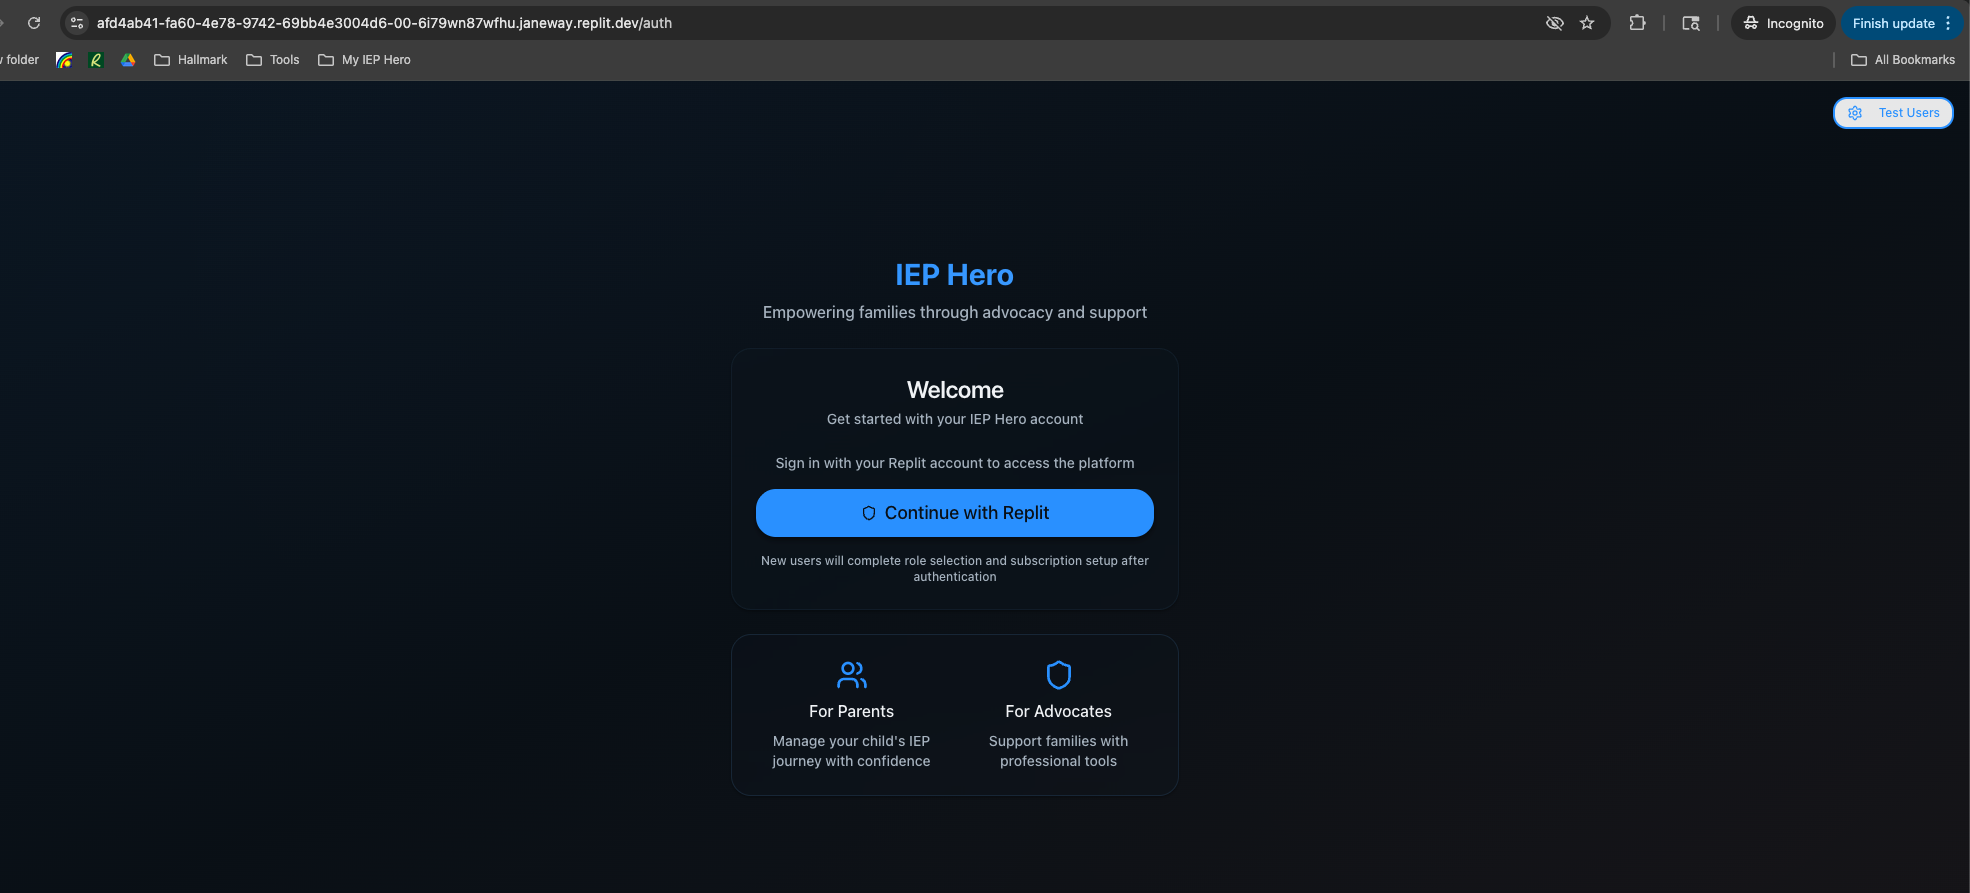 afd4ab41-fa60-4e78-9742-69bb4e3004d6-00-6i79wn87wfhu.janeway.replit.dev/auth
Incognito
Finish update
folder
Hallmark
Tools
My IEP Hero
All Bookmarks
Test Users
IEP Hero
Empowering families through advocacy and support
Welcome
Get started with your IEP Hero account
Sign in with your Replit account to access the platform
Continue with Replit
New users will complete role selection and subscription setup after
authentication
For Parents
Manage your child's IEP
journey with confidence
For Advocates
Support families with
professional tools